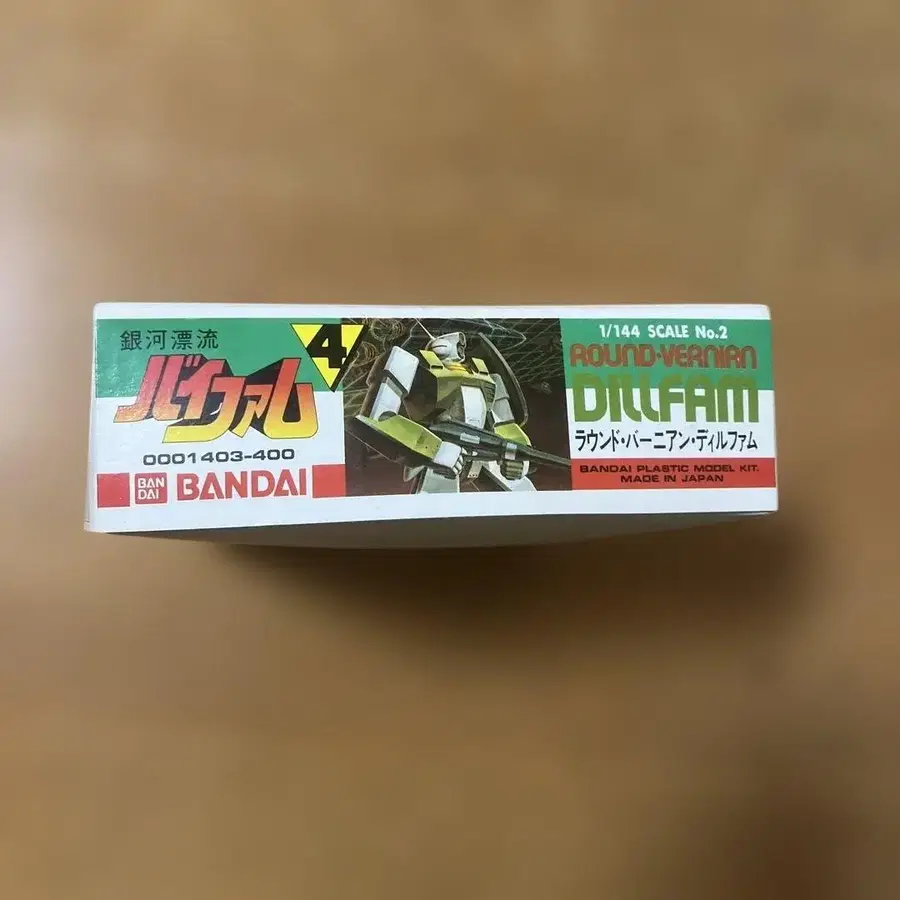 銀河漂流
バイファム
4
0001403-400
BAN
DAI
BANDAI
1/144 SCALE No.2
ROUND-VERNIAN
DILLFAM
ラウンド・バーニアン・ディルファム
BANDAI PLASTIC MODEL KIT.
MADE IN JAPAN